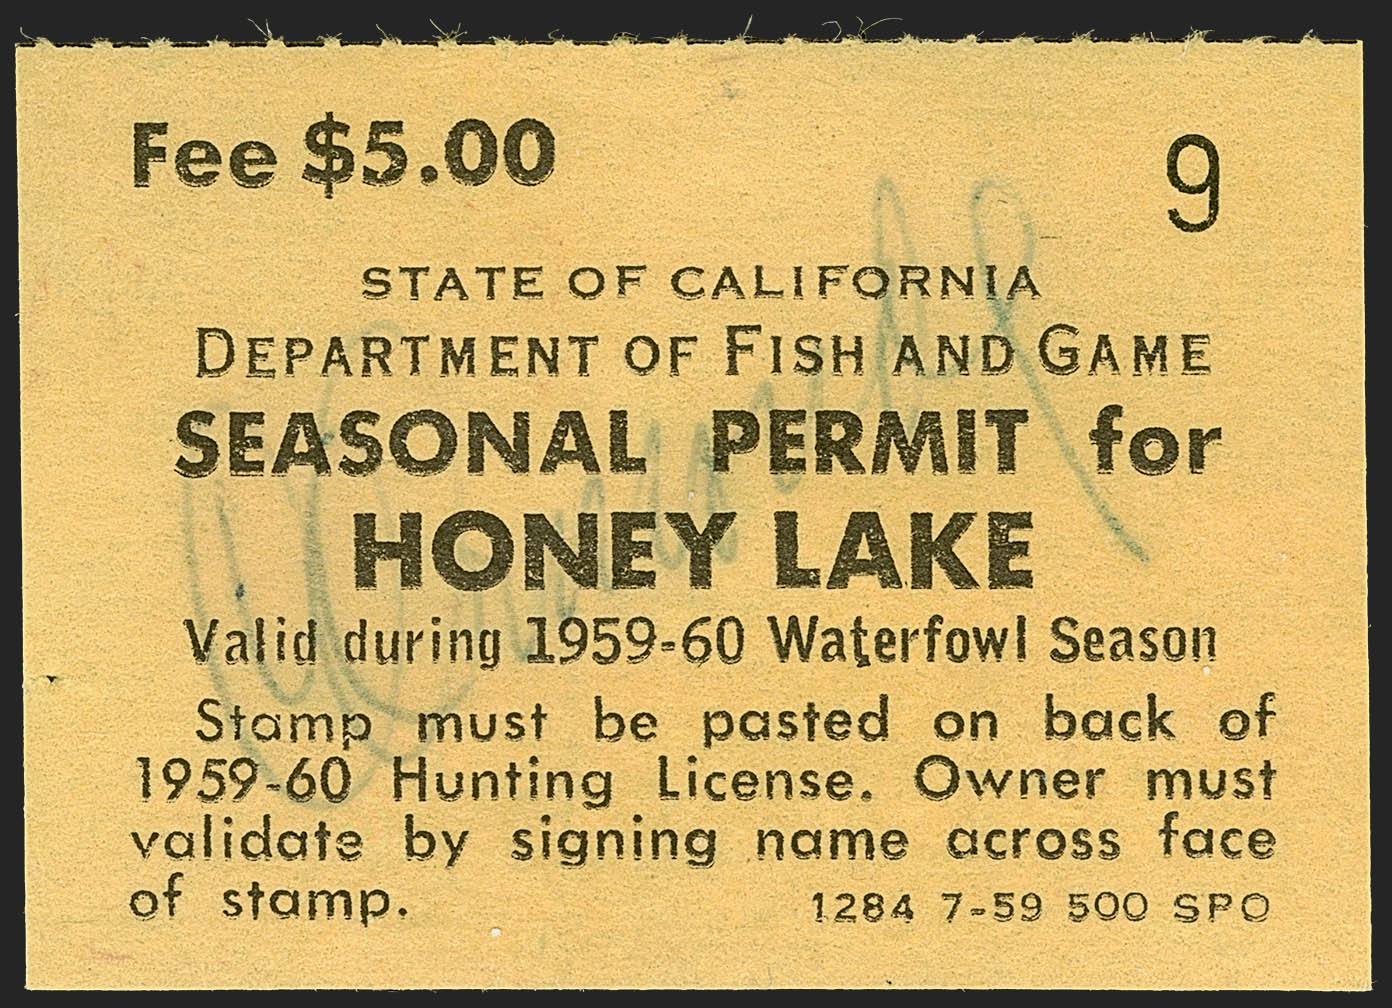 Fee $5.00
9
STATE OF CALIFORNIA
DEPARTMENT OF FISH AND GAME
SEASONAL PERMIT for
HONEY LAKE
Valid during 1959-60 Waterfowl Season
Stamp must be pasted on back of
1959-60 Hunting License. Owner must
validate by signing name across face
of stamp.
1284 7-59 500 SPO